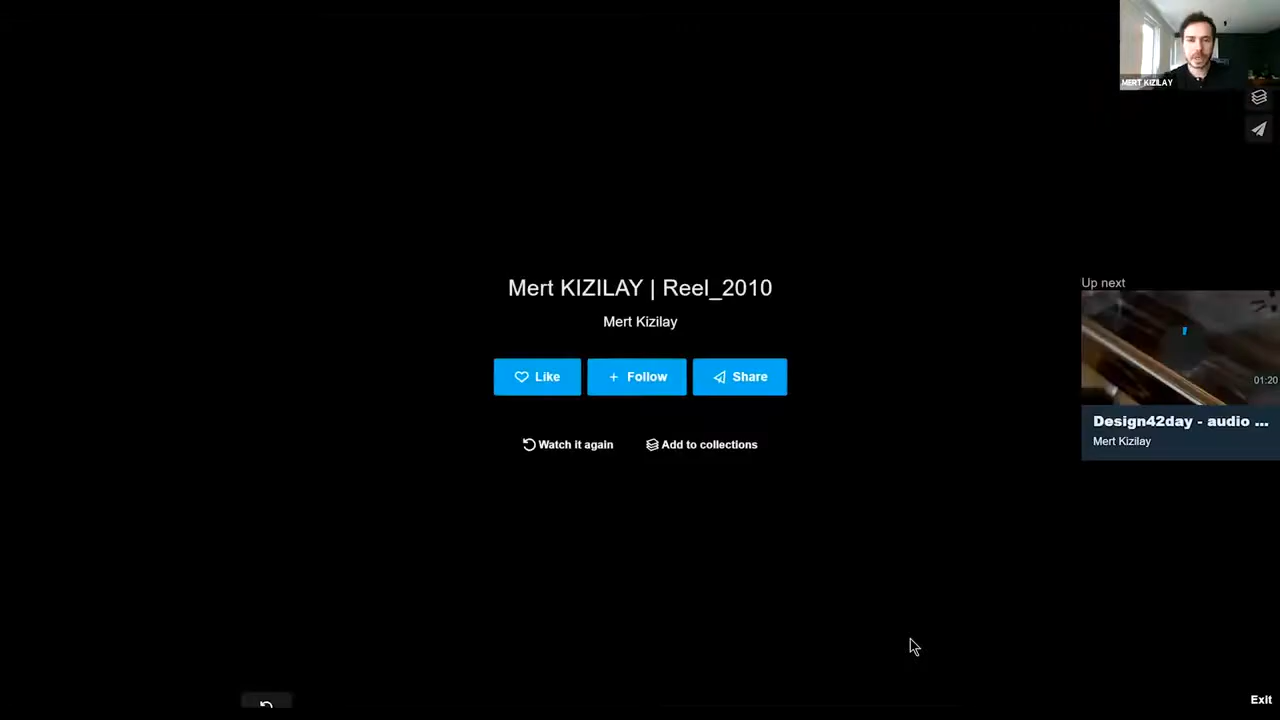 MERT KIZILAY
Mert KIZILAY | Reel_2010
Mert Kizilay
Like
+ Follow
Share
Watch it again
Add to collections
Up next
01:20
Design42day - audio ...
Mert Kizilay
Exit